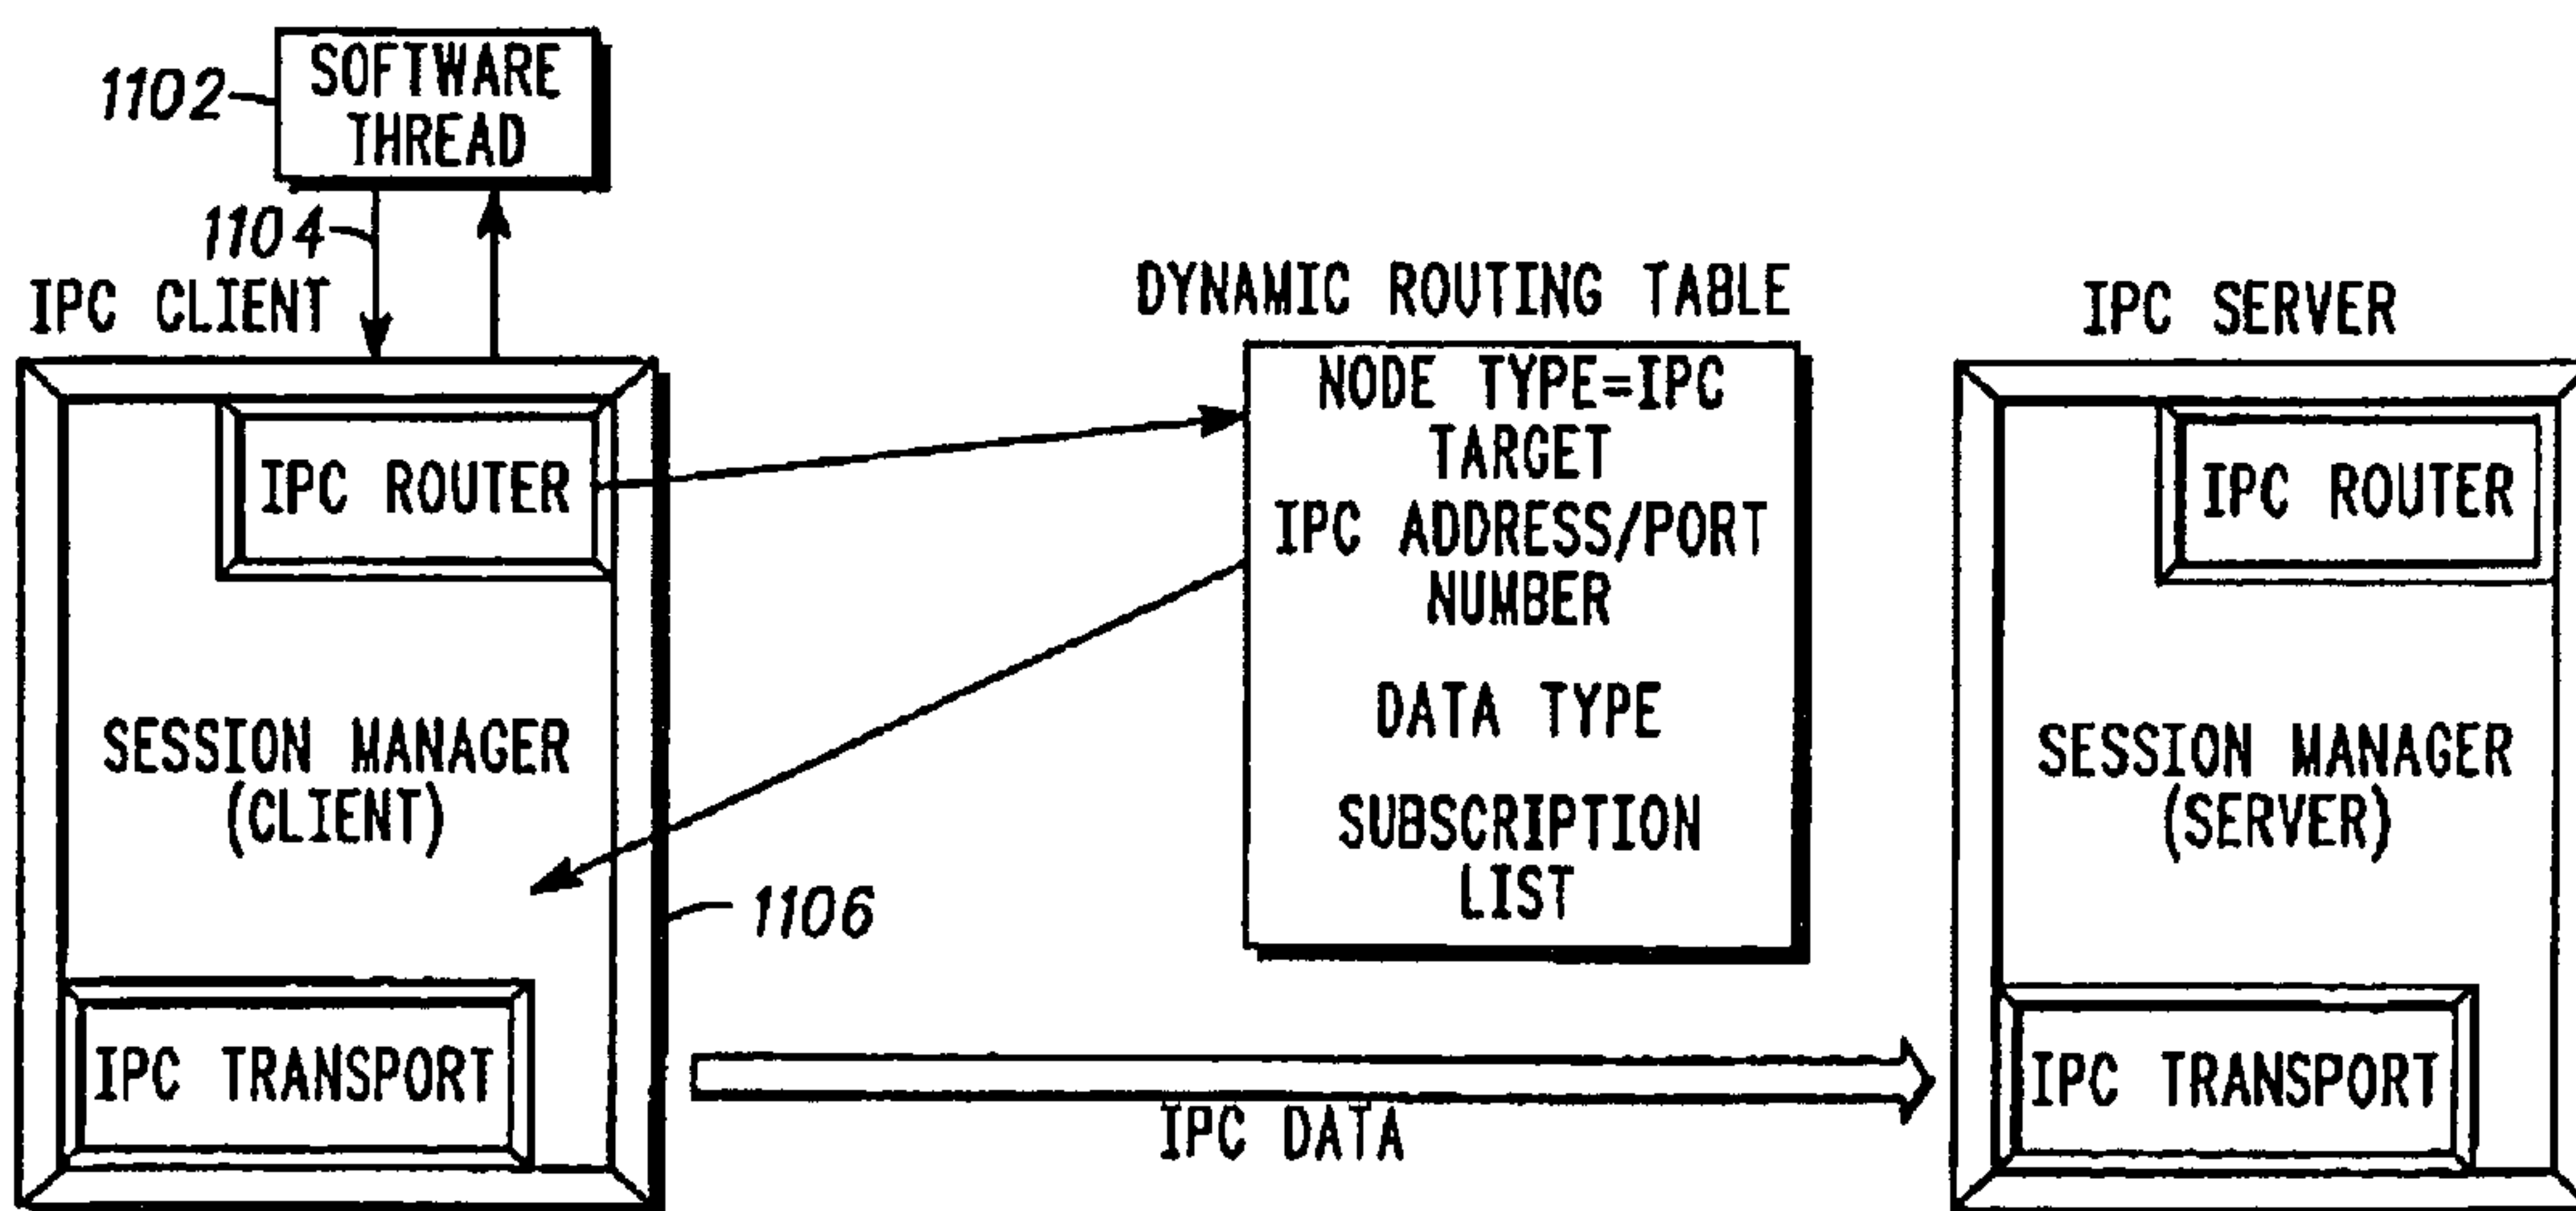 1102
SOFTWARE
THREAD
1104
IPC CLIENT
IPC ROUTER
SESSION MANAGER
(CLIENT)
1106
IPC TRANSPORT
DYNAMIC ROUTING TABLE
NODE TYPE=IPC
TARGET
IPC ADDRESS/PORT
NUMBER
DATA TYPE
SUBSCRIPTION
LIST
IPC DATA
IPC SERVER
IPC ROUTER
SESSION MANAGER
(SERVER)
IPC TRANSPORT